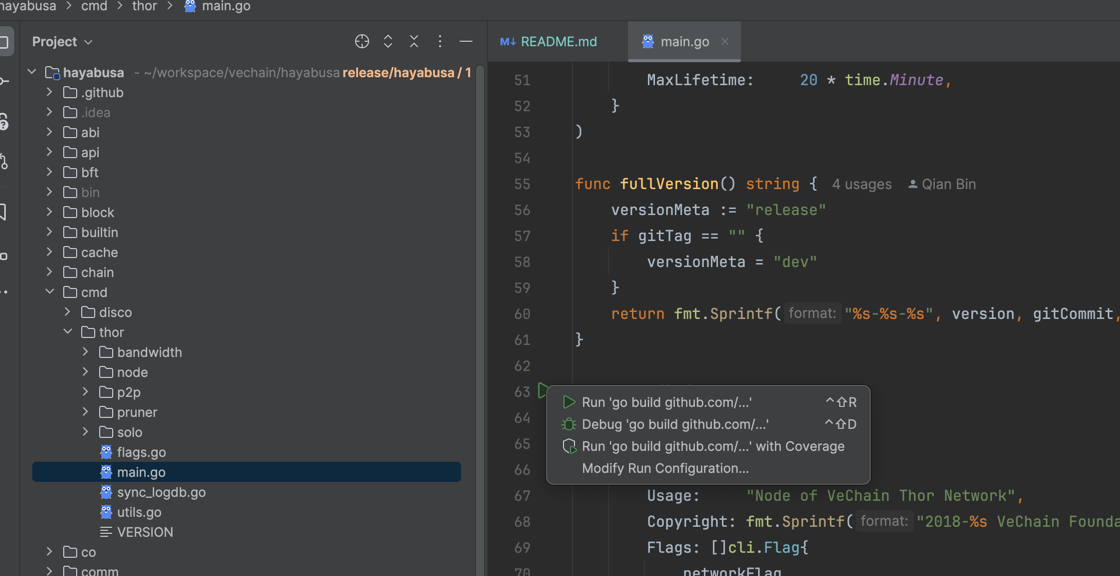 hayabusa > cmd > thor > main.go
Project
hayabusa - ~/workspace/vechain/hayabusa release/hayabusa / 1
.github
.idea
abi
api
bft
bin
block
builtin
cache
chain
cmd
disco
thor
bandwidth
node
p2p
pruner
solo
flags.go
main.go
sync_logdb.go
utils.go
VERSION
co
comm
M↓ README.md
main.go ×
51 MaxLifetime: 20 * time.Minute,
52 }
53 )
54
55 func fullVersion() string { 4 usages Qian Bin
56 versionMeta := "release"
57 if gitTag == "" {
58 versionMeta = "dev"
59 }
60 return fmt.Sprintf( format: "%s-%s-%s", version, gitCommit,
61 }
62
63
64
65
66
Run 'go build github.com/...' ^⇧R
Debug 'go build github.com/...' ^⇧D
Run 'go build github.com/...' with Coverage
Modify Run Configuration...
67 Usage: "Node of VeChain Thor Network",
68 Copyright: fmt.Sprintf( format: "2018-%s VeChain Founda
69 Flags: []cli.Flag{
70 networkFlag